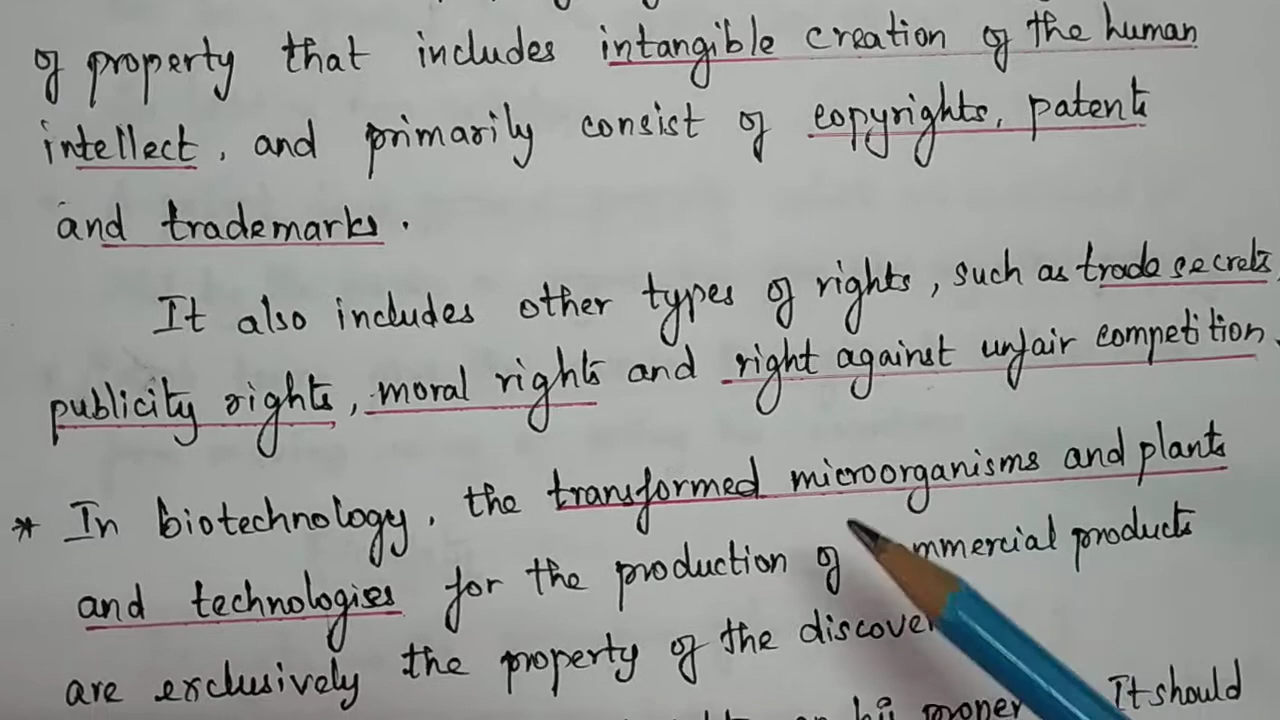 of property that includes intangible creation of the human
intellect, and primarily consist of copyrights, patents
and trademarks.
It also includes other types of rights, such as trade secrets,
publicity rights, moral rights and right against unfair competition.
* In biotechnology, the transformed microorganisms and plants
and technologies for the production of mmercial products
are exclusively the property of the discove
It should